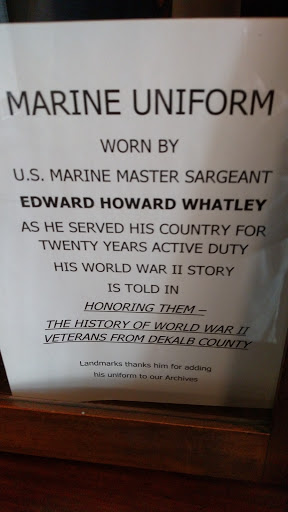 MARINE UNIFORM
WORN BY
U.S. MARINE MASTER SARGEANT
EDWARD HOWARD WHATLEY
AS HE SERVED HIS COUNTRY FOR
TWENTY YEARS ACTIVE DUTY
HIS WORLD WAR II STORY
IS TOLD IN
HONORING THEM –
THE HISTORY OF WORLD WAR II
VETERANS FROM DEKALB COUNTY
Landmarks thanks him for adding
his uniform to our Archives